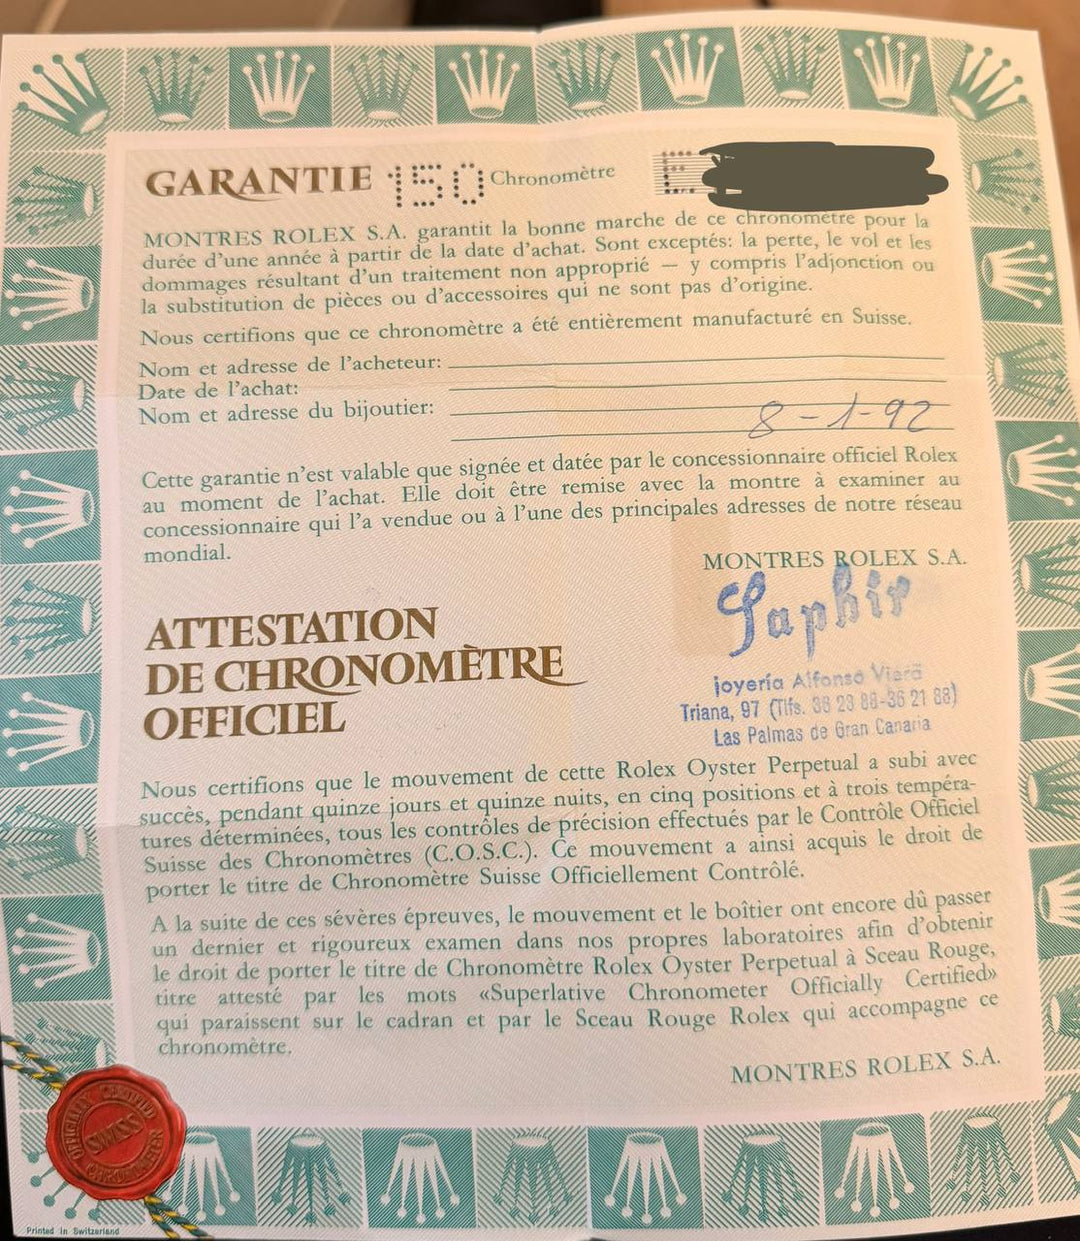 GARANTIE 150 Chronomètre E
MONTRES ROLEX S.A. garantit la bonne marche de ce chronomètre pour la
durée d'une année à partir de la date d'achat. Sont exceptés: la perte, le vol et les
dommages résultant d'un traitement non approprié — y compris l'adjonction ou
la substitution de pièces ou d'accessoires qui ne sont pas d'origine.
Nous certifions que ce chronomètre a été entièrement manufacturé en Suisse.
Nom et adresse de l'acheteur:
Date de l'achat:
Nom et adresse du bijoutier:
8-1-92
Cette garantie n'est valable que signée et datée par le concessionnaire officiel Rolex
au moment de l'achat. Elle doit être remise avec la montre à examiner au
concessionnaire qui l'a vendue ou à l'une des principales adresses de notre réseau
mondial.
MONTRES ROLEX S.A.
Saphir
joyería Alfonso Viera
Triana, 97 (Tlfs. 36 23 88-36 21 88)
Las Palmas de Gran Canaria
ATTESTATION
DE CHRONOMÈTRE
OFFICIEL
Nous certifions que le mouvement de cette Rolex Oyster Perpetual a subi avec
succès, pendant quinze jours et quinze nuits, en cinq positions et à trois tempéra-
tures déterminées, tous les contrôles de précision effectués par le Contrôle Officiel
Suisse des Chronomètres (C.O.S.C.). Ce mouvement a ainsi acquis le droit de
porter le titre de Chronomètre Suisse Officiellement Contrôlé.
A la suite de ces sévères épreuves, le mouvement et le boîtier ont encore dû passer
un dernier et rigoureux examen dans nos propres laboratoires afin d'obtenir
le droit de porter le titre de Chronomètre Rolex Oyster Perpetual à Sceau Rouge,
titre attesté par les mots «Superlative Chronometer Officially Certified»
qui paraissent sur le cadran et par le Sceau Rouge Rolex qui accompagne ce
chronomètre.
MONTRES ROLEX S.A.
OFFICIALLY CERTIFIED
SWISS
CHRONOMETER
Printed in Switzerland